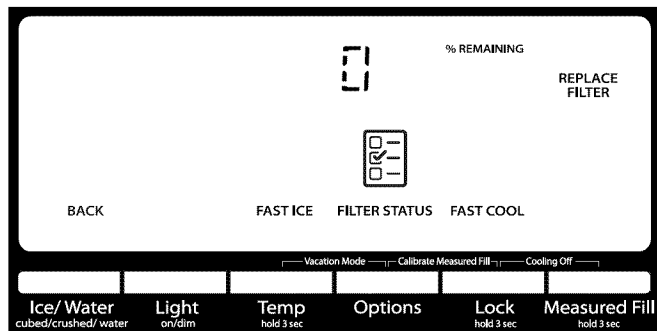 0 % REMAINING
REPLACE
FILTER
BACK FAST ICE FILTER STATUS FAST COOL
Vacation Mode Calibrate Measured Fill Cooling Off
Ice/ Water Light Temp Options Lock Measured Fill
cubed/crushed/ water on/dim hold 3 sec hold 3 sec hold 3 sec